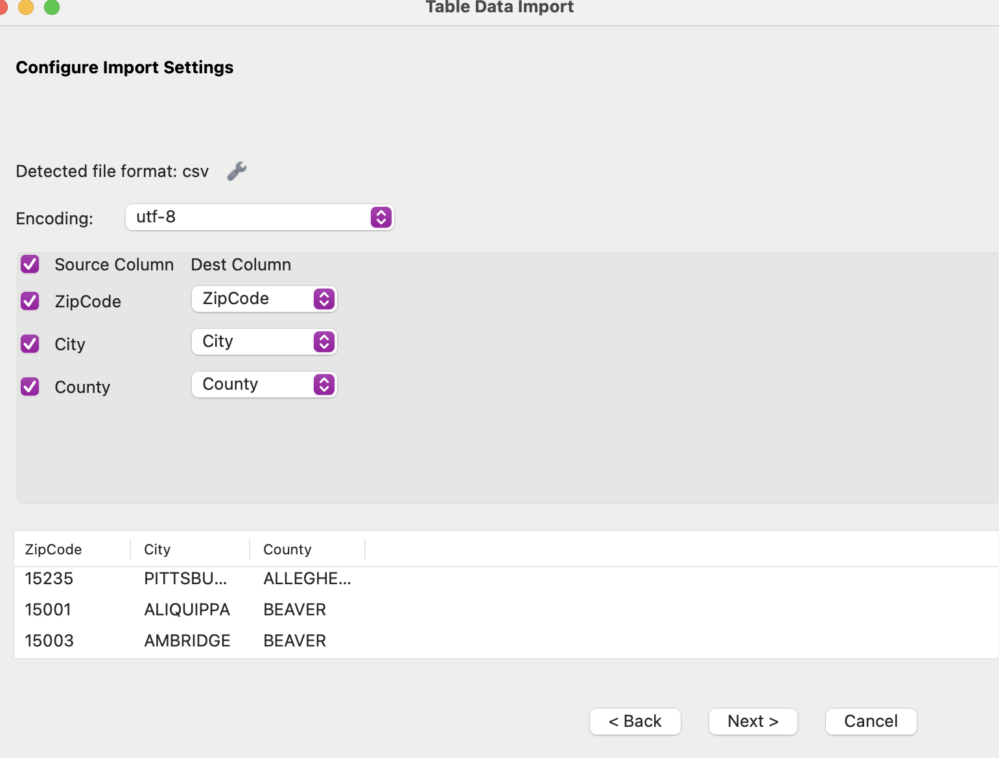 Table Data Import
Configure Import Settings
Detected file format: csv
Encoding: utf-8
Source Column Dest Column
ZipCode ZipCode
City City
County County
ZipCode City County
15235 PITTSBU... ALLEGHE...
15001 ALIQUIPPA BEAVER
15003 AMBRIDGE BEAVER
< Back Next > Cancel